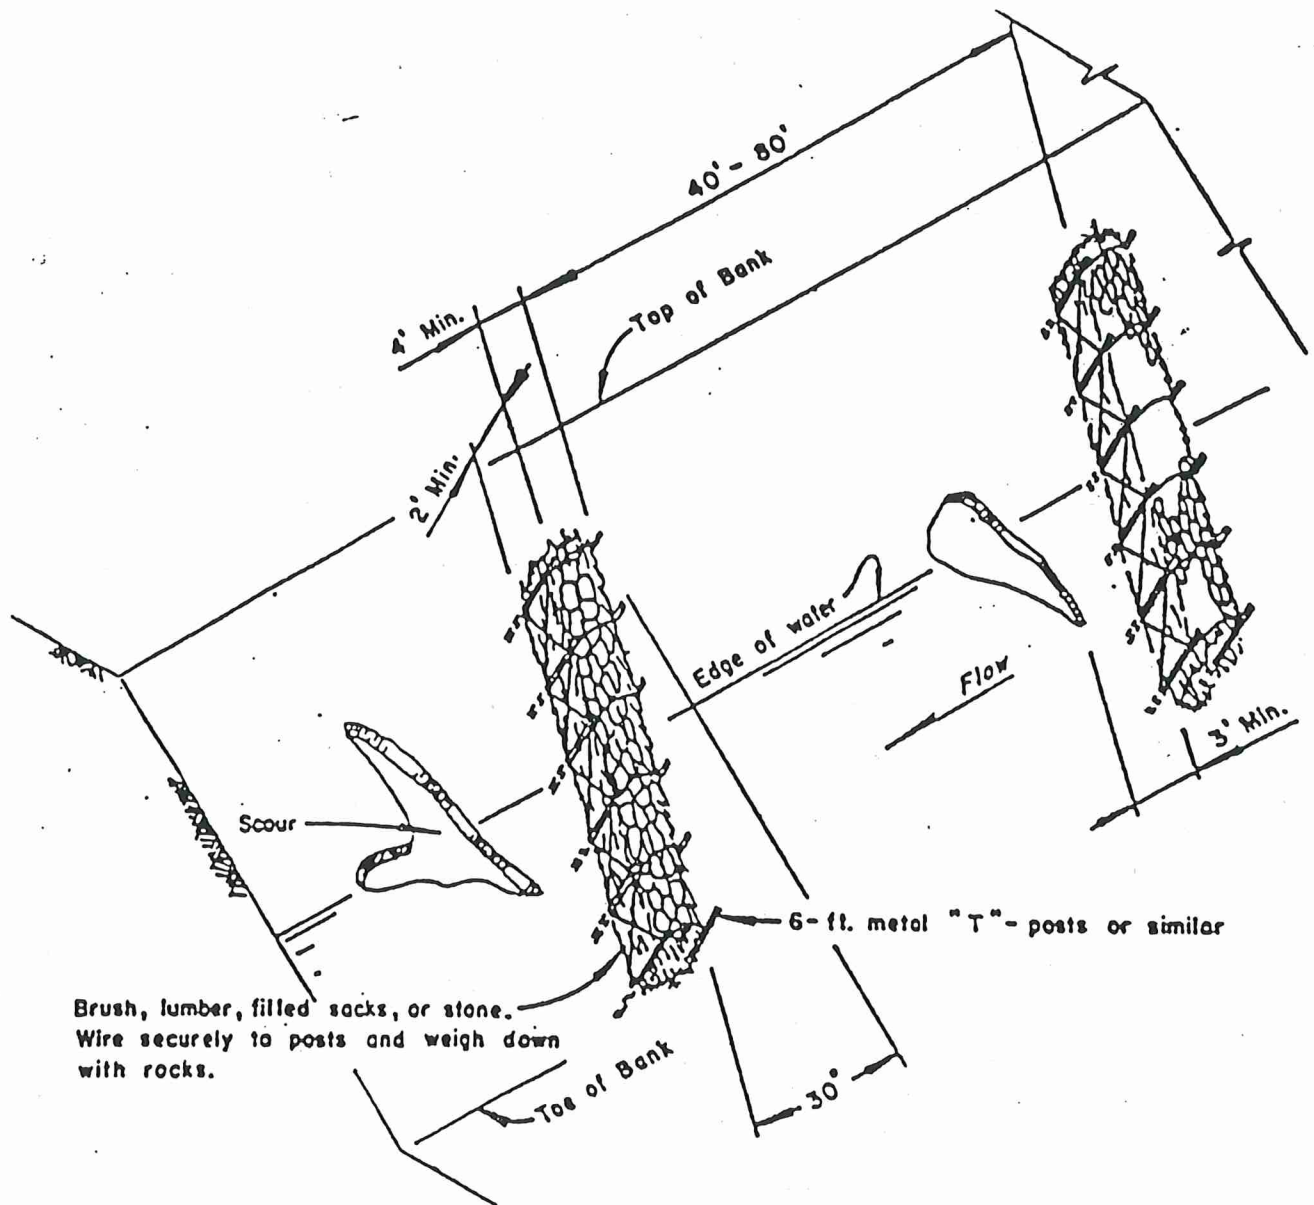 40' - 80'
4' Min.
Top of Bank
2' Min.
Edge of water
Flow
3' Min.
Scour
6-ft. metal "T"- posts or similar
Brush, lumber, filled sacks, or stone.
Wire securely to posts and weigh down
with rocks.
Toe of Bank
30°